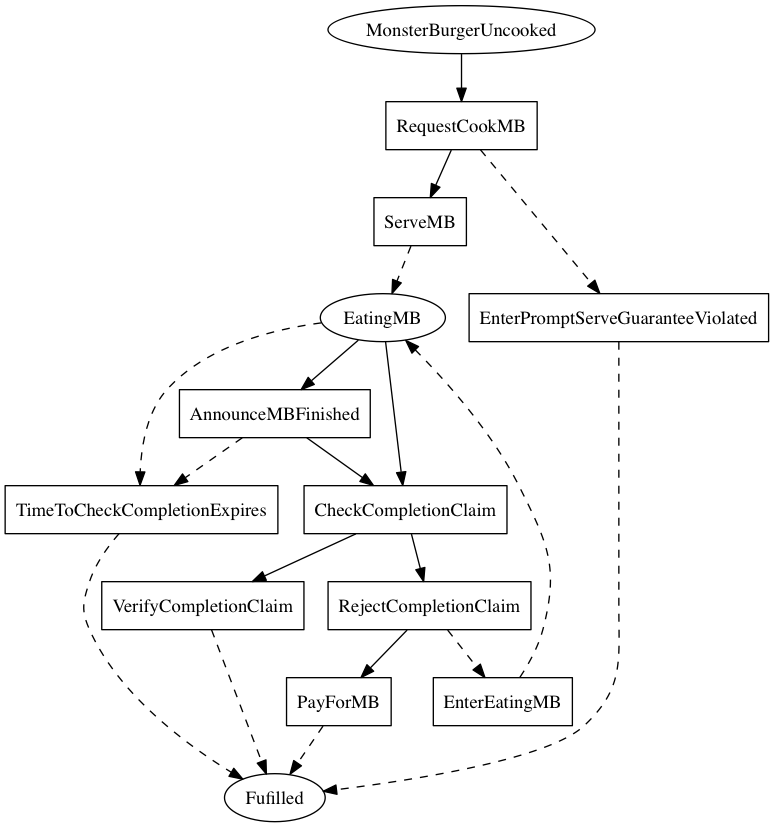 MonsterBurgerUncooked
RequestCookMB
ServeMB
EatingMB
EnterPromptServeGuaranteeViolated
AnnounceMBFinished
TimeToCheckCompletionExpires
CheckCompletionClaim
VerifyCompletionClaim
RejectCompletionClaim
PayForMB
EnterEatingMB
Fufilled